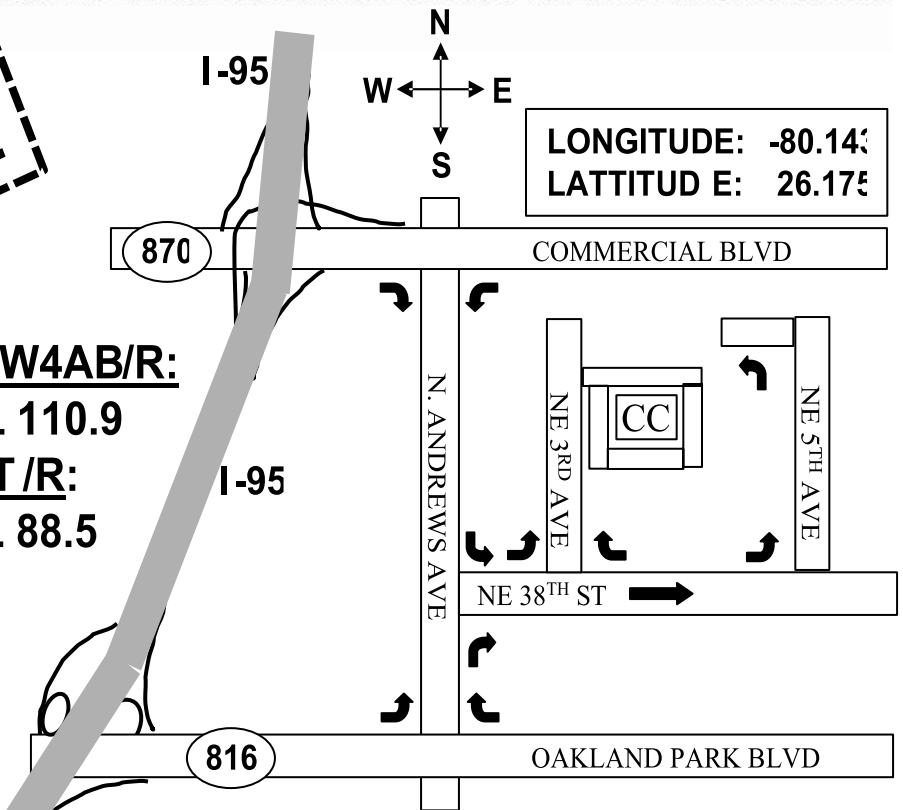 N
I-95
W E
S
LONGITUDE: -80.143
LATTITUD E: 26.175
870
COMMERCIAL BLVD
W4AB/R:
. 110.9
T /R:
. 88.5
I-95
N. ANDREWS AVE
NE 3RD AVE
CC
NE 5TH AVE
NE 38TH ST
816
OAKLAND PARK BLVD